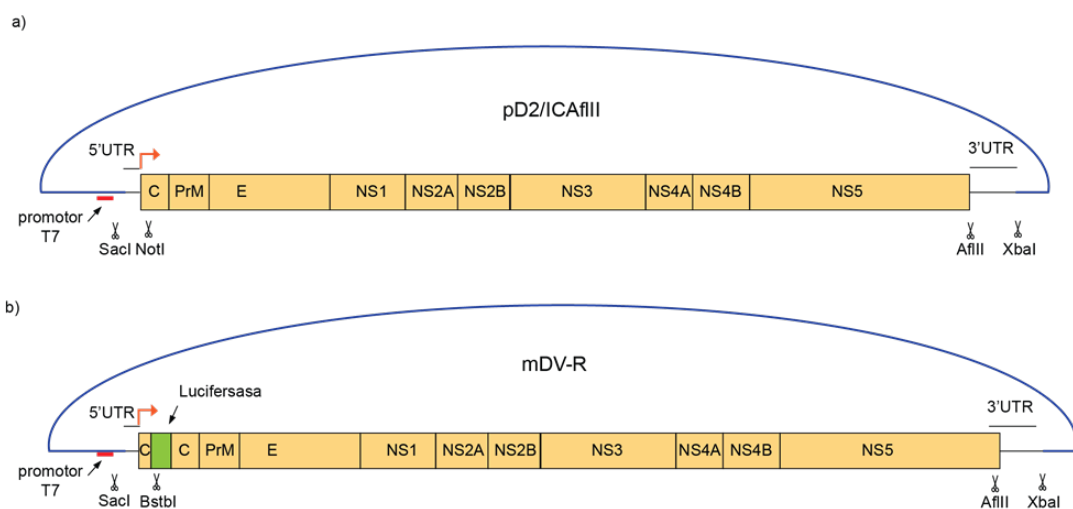 a)
pD2/ICAflII
5'UTR
3'UTR
C PrM E NS1 NS2A NS2B NS3 NS4A NS4B NS5
promotor
T7
SacI NotI
AflII XbaI
b)
mDV-R
Lucifersasa
5'UTR
3'UTR
C C PrM E NS1 NS2A NS2B NS3 NS4A NS4B NS5
promotor
T7
SacI BstbI
AflII XbaI